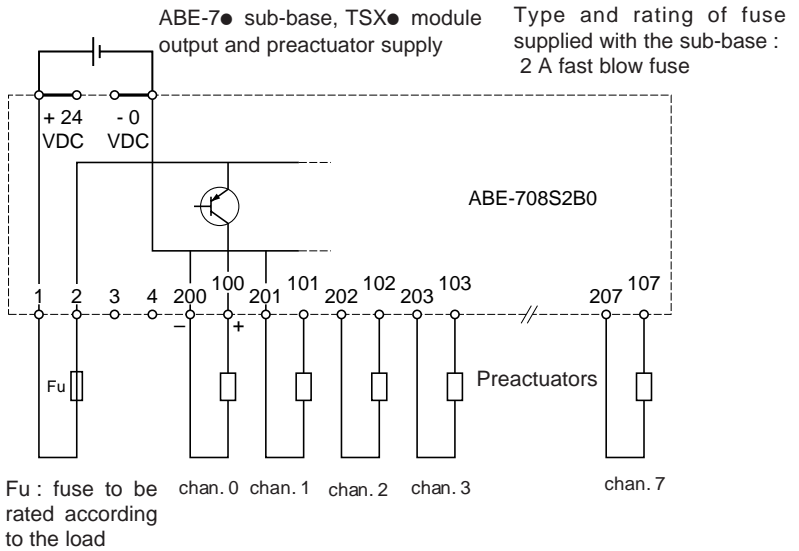 ABE-7● sub-base, TSX● module
output and preactuator supply
Type and rating of fuse
supplied with the sub-base :
2 A fast blow fuse
+ 24
VDC
- 0
VDC
ABE-708S2B0
1 2 3 4 200 100 201 101 202 102 203 103 207 107
– +
Fu
Preactuators
Fu : fuse to be
rated according
to the load
chan. 0 chan. 1 chan. 2 chan. 3 chan. 7